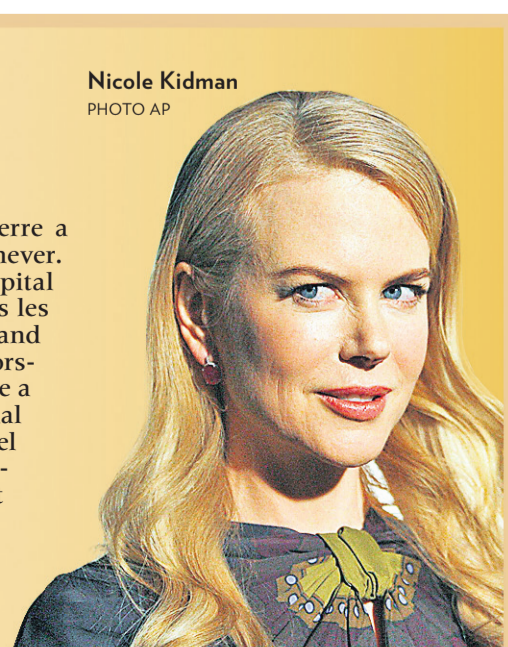 Nicole Kidman
PHOTO AP
erre a
never.
pital
s les
and
ors-
e a
al
el
-
t